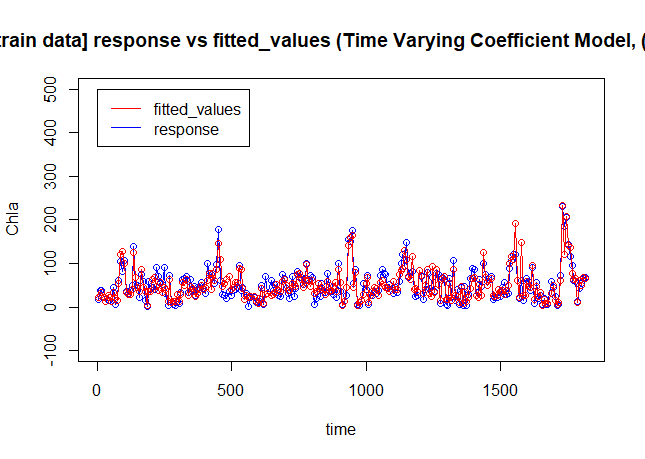 train data] response vs fitted_values (Time Varying Coefficient Model, (
500
400
300
200
100
0
-100
Chla
fitted_values
response
0
500
1000
1500
time